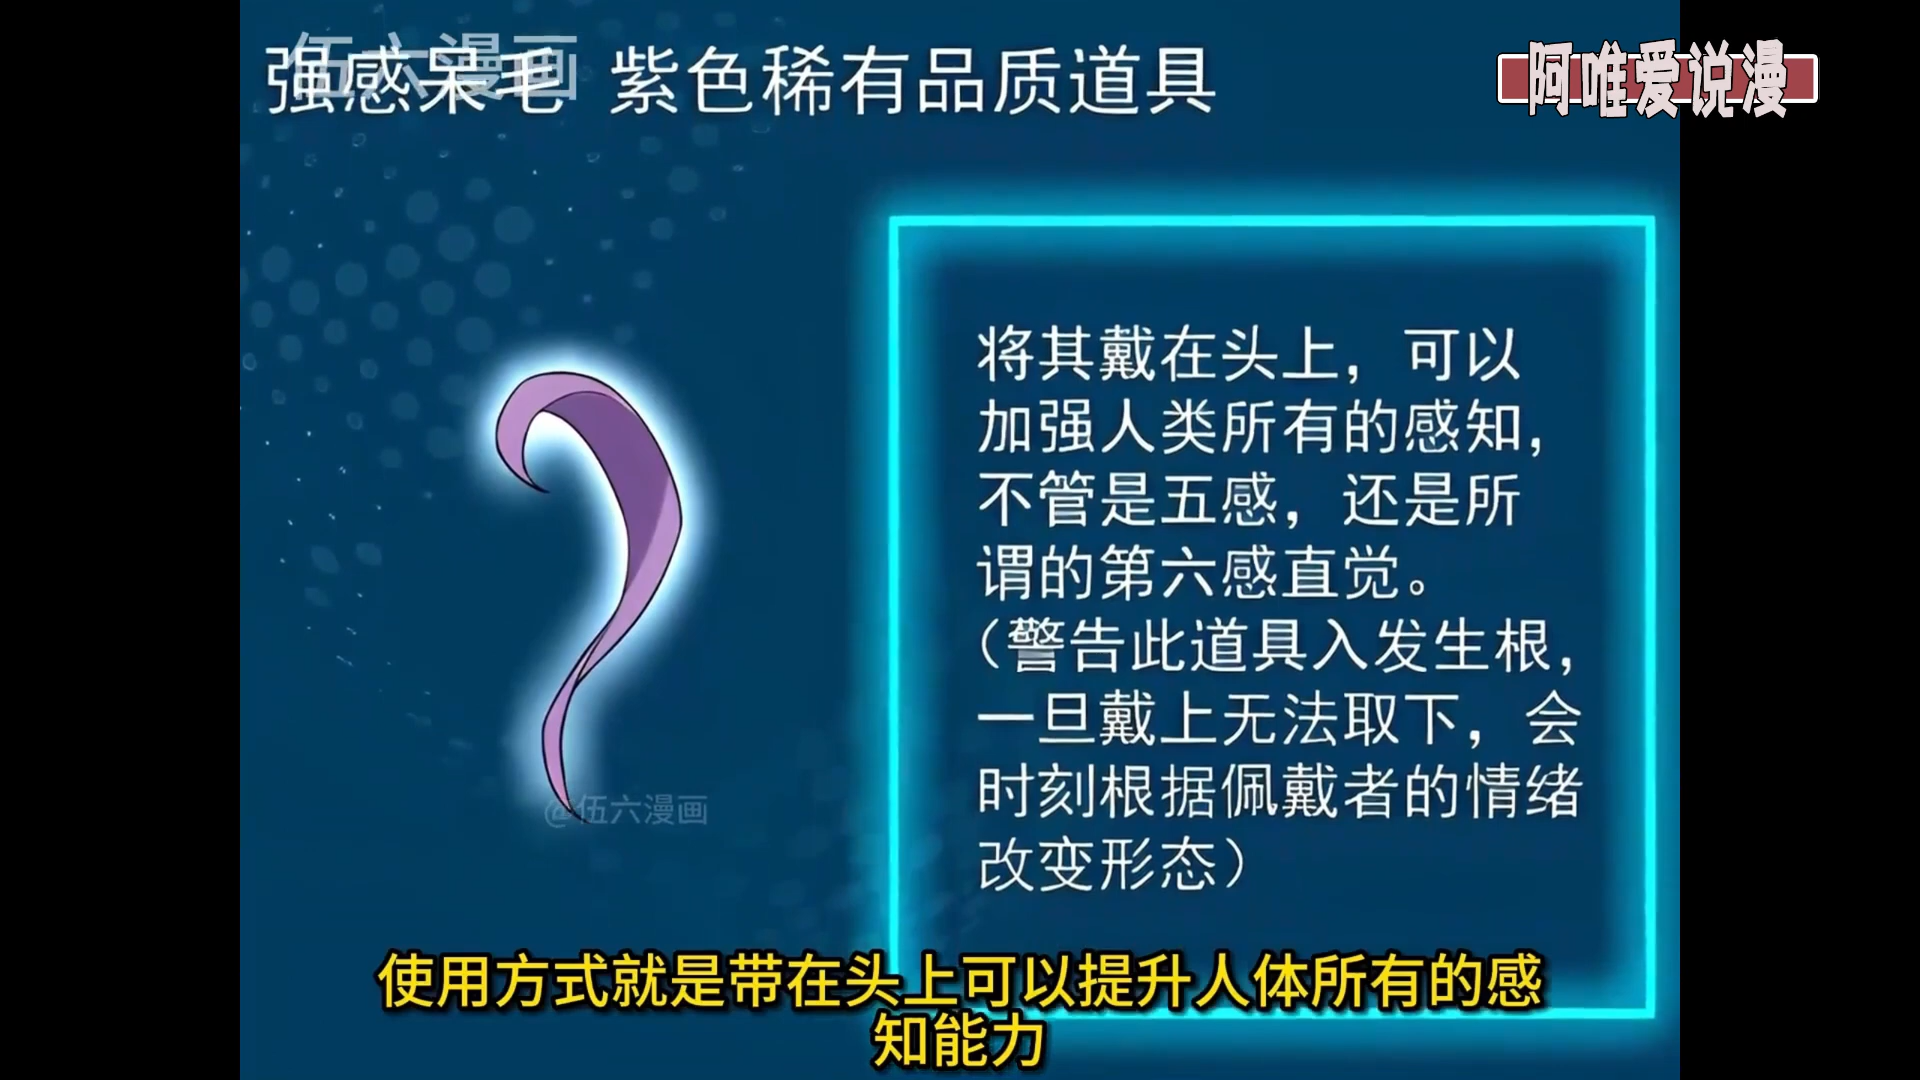 强感呆毛 紫色稀有品质道具
伍六漫画
阿唯爱说漫
将其戴在头上，可以
加强人类所有的感知，
不管是五感，还是所
谓的第六感直觉。
（警告此道具入发生根，
一旦戴上无法取下，会
时刻根据佩戴者的情绪
改变形态）
@伍六漫画
使用方式就是带在头上可以提升人体所有的感
知能力